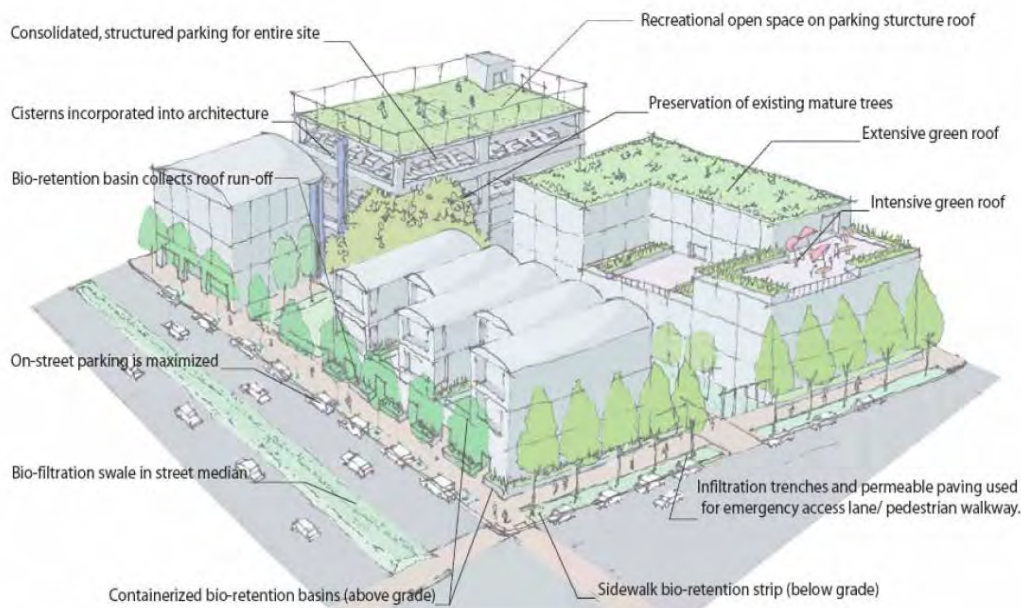 Recreational open space on parking sturcture roof
Consolidated, structured parking for entire site
Preservation of existing mature trees
Cisterns incorporated into architecture
Extensive green roof
Bio-retention basin collects roof run-off
Intensive green roof
On-street parking is maximized
Bio-filtration swale in street median
Infiltration trenches and permeable paving used
for emergency access lane/ pedestrian walkway.
Containerized bio-retention basins (above grade)
Sidewalk bio-retention strip (below grade)